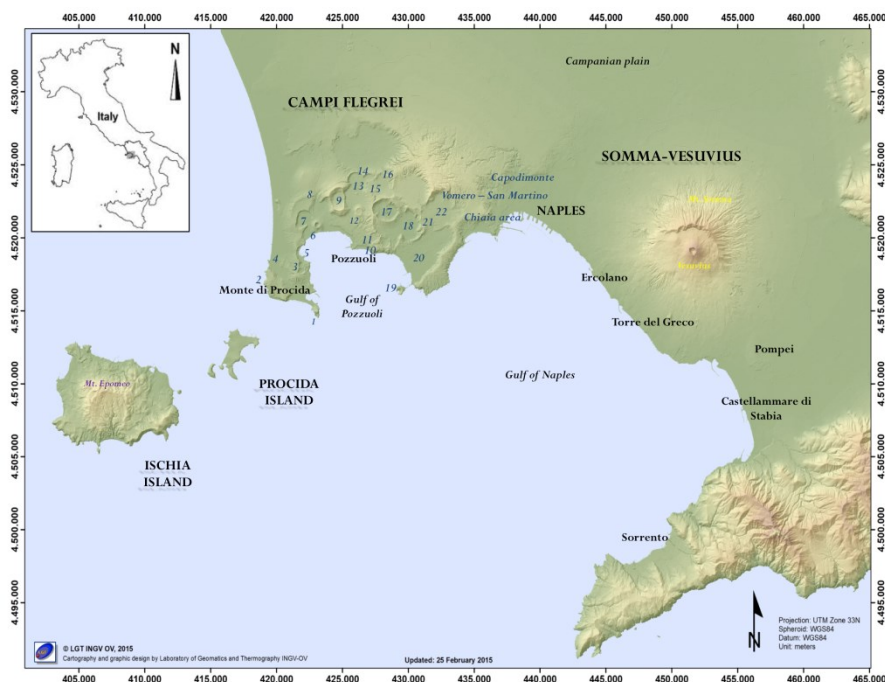 405.000 410.000 415.000 420.000 425.000 430.000 435.000 440.000 445.000 450.000 455.000 460.000 465.000
N
Italy
Campanian plain
4.530.000
4.530.000
CAMPI FLEGREI
SOMMA-VESUVIUS
4.525.000
4.525.000
14
16
13
15
Capodimonte
8
9
Vomero – San Martino
17
22
7
12
18
21
Chiaia area
NAPLES
4.520.000
4.520.000
6
11
10
5
Pozzuoli
20
4
3
2
Monte di Procida
19
Ercolano
Gulf of
Pozzuoli
4.515.000
4.515.000
1
Torre del Greco
Pompei
Gulf of Naples
4.510.000
4.510.000
Mt. Epomeo
PROCIDA
ISLAND
Castellammare di
Stabia
4.505.000
4.505.000
ISCHIA
ISLAND
4.500.000
4.500.000
Sorrento
4.495.000
4.495.000
N
Projection: UTM Zone 33N
Spheroid: WGS84
Datum: WGS84
Unit: meters
© LGT INGV OV, 2015
Cartography and graphic design by Laboratory of Geomatics and Thermography INGV-OV
Updated: 25 February 2015
405.000 410.000 415.000 420.000 425.000 430.000 435.000 440.000 445.000 450.000 455.000 460.000 465.000